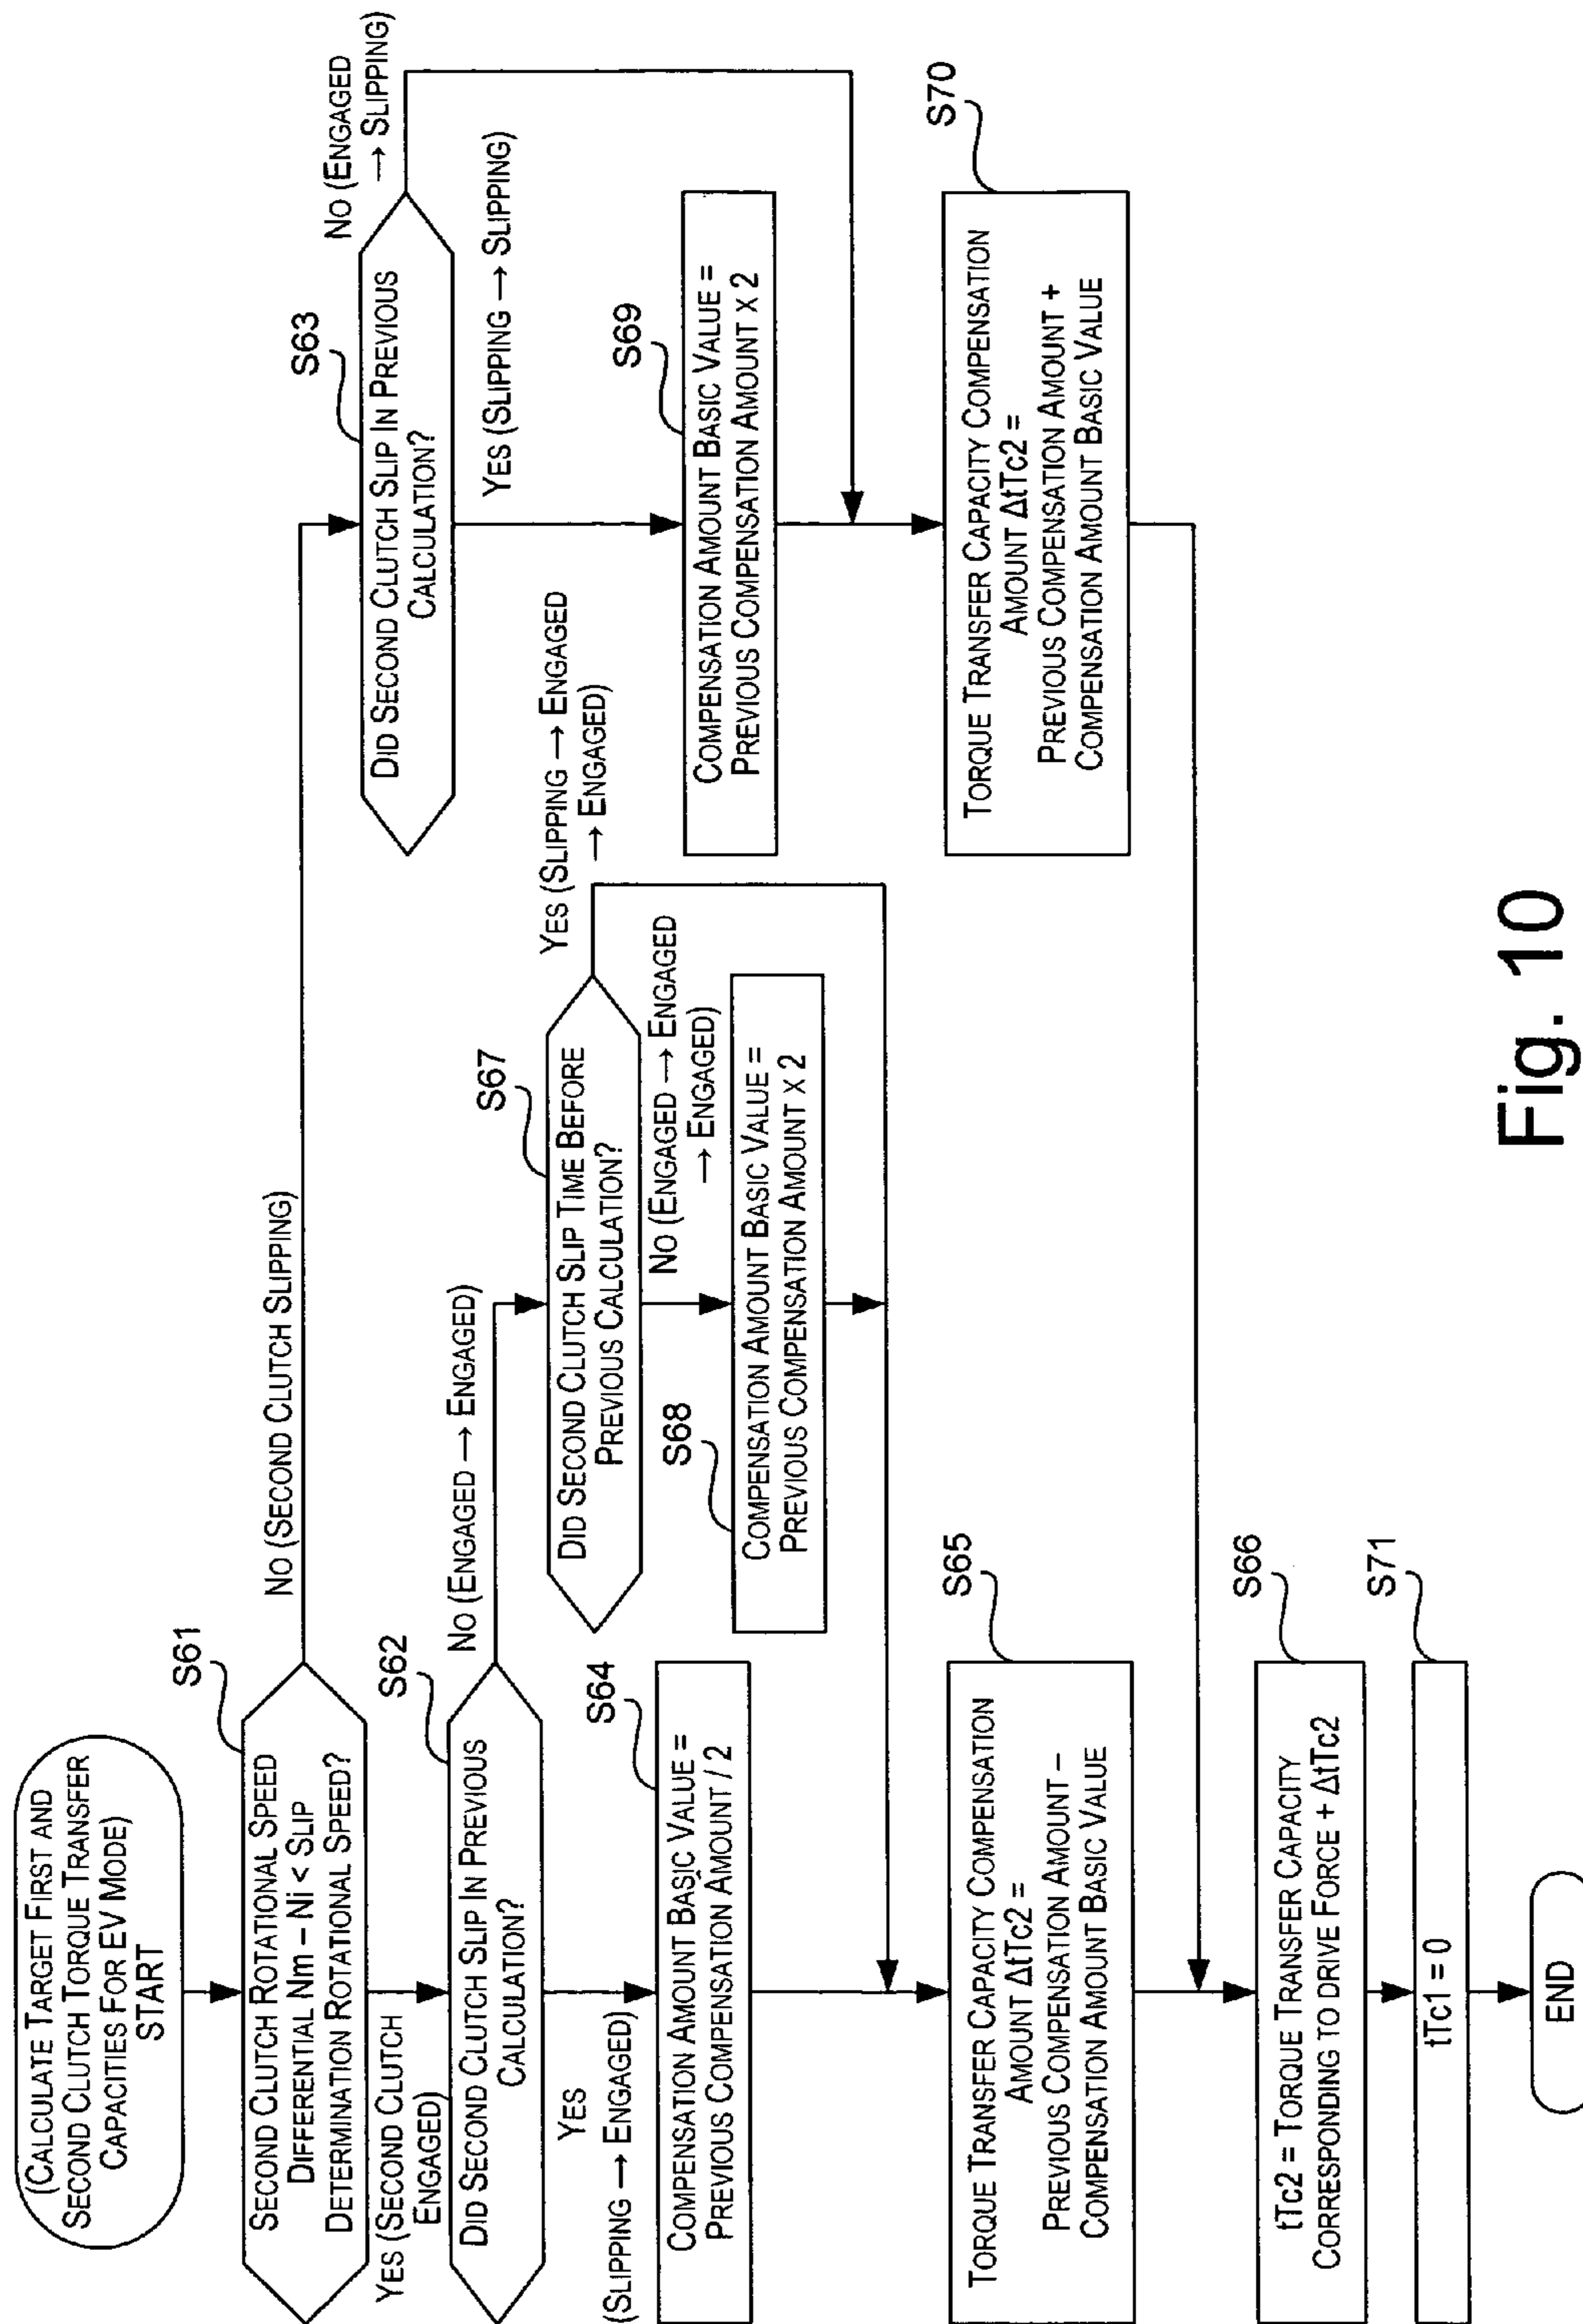 (CALCULATE TARGET FIRST AND
SECOND CLUTCH TORQUE TRANSFER
CAPACITIES FOR EV MODE)
START
S61
SECOND CLUTCH ROTATIONAL SPEED
DIFFERENTIAL Nm – Ni < SLIP
DETERMINATION ROTATIONAL SPEED?
NO (SECOND CLUTCH SLIPPING)
YES (SECOND CLUTCH
ENGAGED)
S62
DID SECOND CLUTCH SLIP IN PREVIOUS
CALCULATION?
NO (ENGAGED → ENGAGED)
YES
(SLIPPING → ENGAGED)
S63
DID SECOND CLUTCH SLIP IN PREVIOUS
CALCULATION?
NO (ENGAGED
→ SLIPPING)
YES (SLIPPING → SLIPPING)
S67
DID SECOND CLUTCH SLIP TIME BEFORE
PREVIOUS CALCULATION?
YES (SLIPPING → ENGAGED
→ ENGAGED)
NO (ENGAGED → ENGAGED
→ ENGAGED)
S64
COMPENSATION AMOUNT BASIC VALUE =
PREVIOUS COMPENSATION AMOUNT / 2
S68
COMPENSATION AMOUNT BASIC VALUE =
PREVIOUS COMPENSATION AMOUNT X 2
S69
COMPENSATION AMOUNT BASIC VALUE =
PREVIOUS COMPENSATION AMOUNT X 2
S65
TORQUE TRANSFER CAPACITY COMPENSATION
AMOUNT ΔtTc2 =
PREVIOUS COMPENSATION AMOUNT –
COMPENSATION AMOUNT BASIC VALUE
S70
TORQUE TRANSFER CAPACITY COMPENSATION
AMOUNT ΔtTc2 =
PREVIOUS COMPENSATION AMOUNT +
COMPENSATION AMOUNT BASIC VALUE
S66
tTc2 = TORQUE TRANSFER CAPACITY
CORRESPONDING TO DRIVE FORCE + ΔtTc2
S71
tTc1 = 0
END
Fig. 10